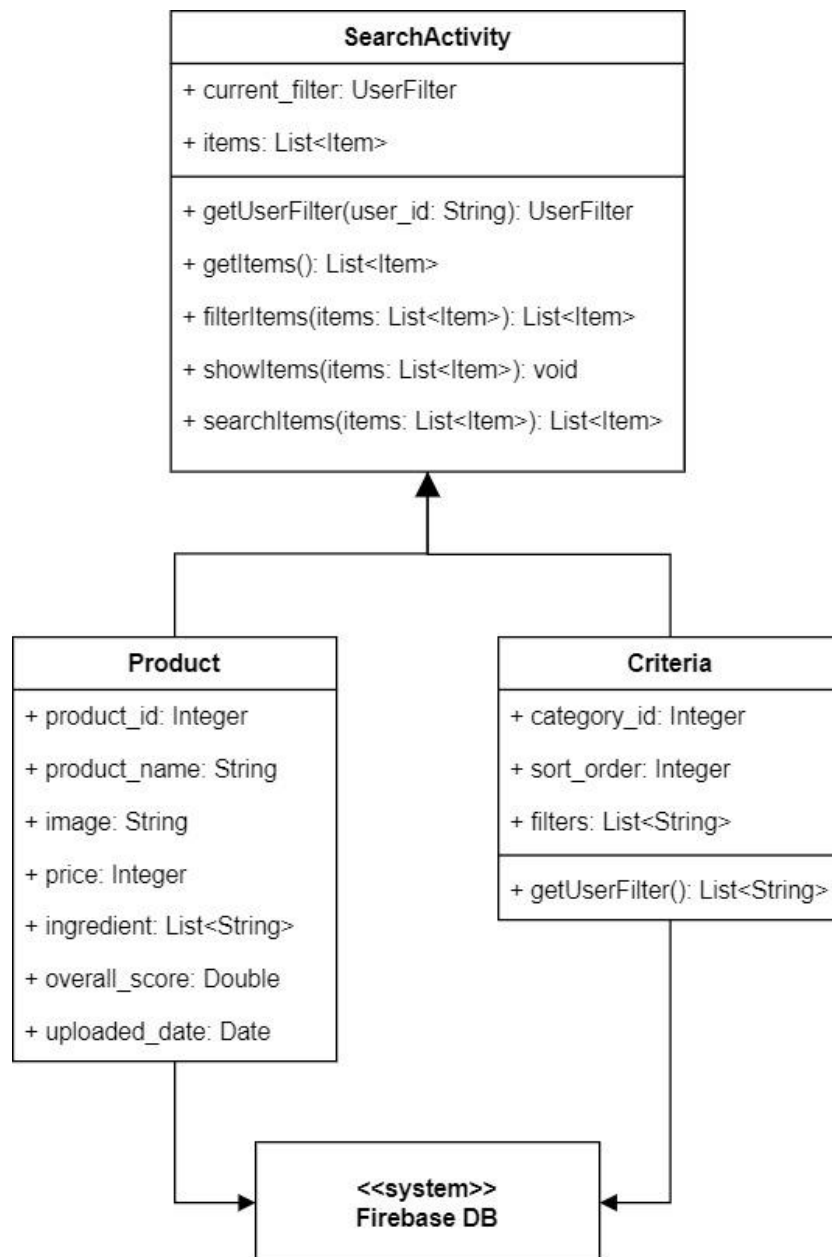 SearchActivity
+ current_filter: UserFilter
+ items: List<Item>
+ getUserFilter(user_id: String): UserFilter
+ getItems(): List<Item>
+ filterItems(items: List<Item>): List<Item>
+ showItems(items: List<Item>): void
+ searchItems(items: List<Item>): List<Item>
Product
+ product_id: Integer
+ product_name: String
+ image: String
+ price: Integer
+ ingredient: List<String>
+ overall_score: Double
+ uploaded_date: Date
Criteria
+ category_id: Integer
+ sort_order: Integer
+ filters: List<String>
+ getUserFilter(): List<String>
<<system>>
Firebase DB